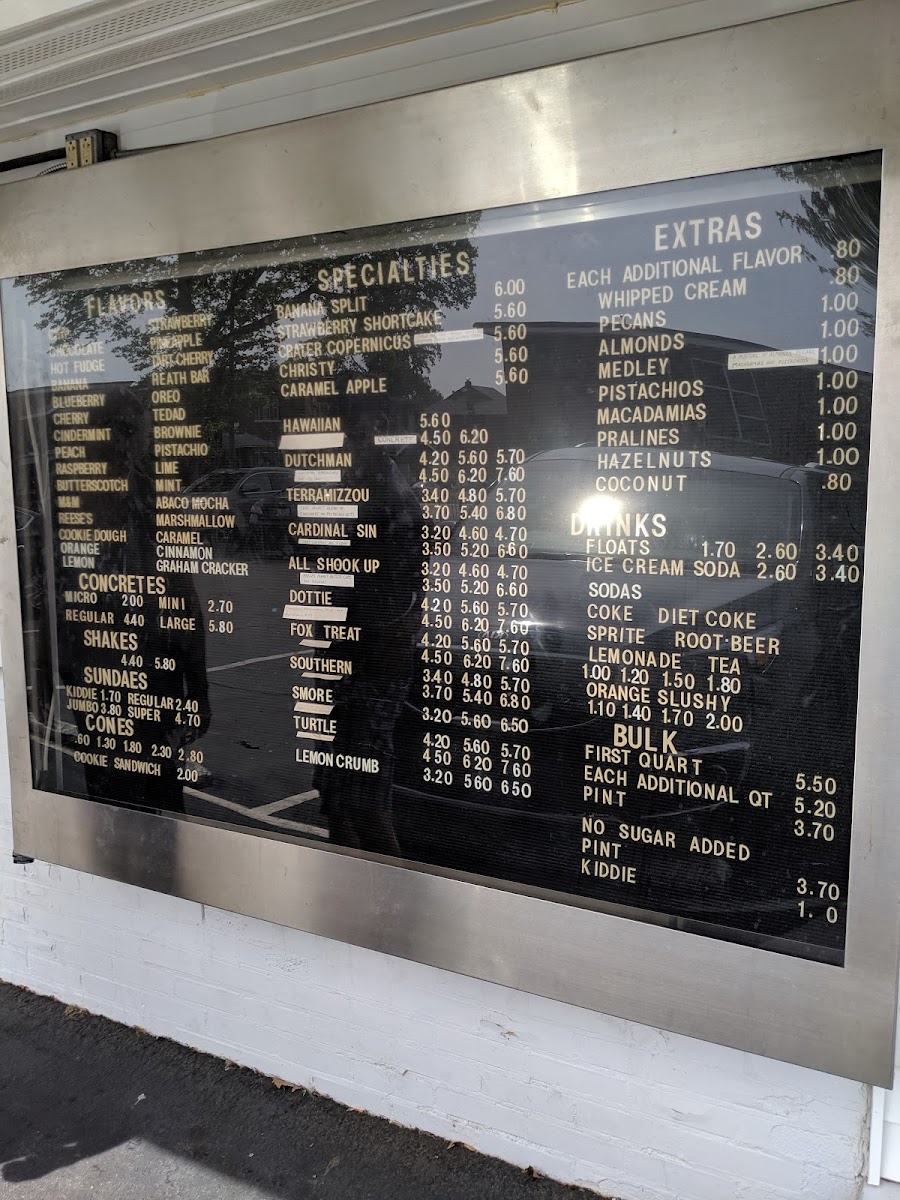 FLAVORS
CHOCOLATE
HOT FUDGE
BANANA
BLUEBERRY
CHERRY
CINDERMINT
PEACH
RASPBERRY
BUTTERSCOTCH
M&M
REESE'S
COOKIE DOUGH
ORANGE
LEMON
STRAWBERRY
PINEAPPLE
TART CHERRY
HEATH BAR
OREO
TEDAD
BROWNIE
PISTACHIO
LIME
MINT
ABACO MOCHA
MARSHMALLOW
CARAMEL
CINNAMON
GRAHAM CRACKER
CONCRETES
MICRO 2.00 MINI 2.70
REGULAR 4.40 LARGE 5.80
SHAKES
4.40 5.80
SUNDAES
KIDDIE 1.70 REGULAR 2.40
JUMBO 3.80 SUPER 4.70
CONES
.60 1.30 1.80 2.30 2.80
COOKIE SANDWICH 2.00
SPECIALTIES
BANANA SPLIT 6.00
STRAWBERRY SHORTCAKE 5.60
CRATER COPERNICUS 5.60
CHRISTY 5.60
CARAMEL APPLE 5.60
HAWAIIAN 5.60
CONCRETE 4.50 6.20
DUTCHMAN 4.20 5.60 5.70
4.50 6.20 7.60
TERRAMIZZOU 3.40 4.80 5.70
3.70 5.40 6.80
CARDINAL SIN 3.20 4.60 4.70
3.50 5.20 6.60
ALL SHOOK UP 3.20 4.60 4.70
3.50 5.20 6.60
DOTTIE 4.20 5.60 5.70
4.50 6.20 7.60
FOX TREAT 4.20 5.60 5.70
4.50 6.20 7.60
SOUTHERN 3.40 4.80 5.70
3.70 5.40 6.80
SMORE 3.20 5.60 6.50
TURTLE 4.20 5.60 5.70
4.50 6.20 7.60
LEMON CRUMB 3.20 5.60 6.50
EXTRAS
EACH ADDITIONAL FLAVOR .80
WHIPPED CREAM .80
PECANS 1.00
ALMONDS 1.00
MEDLEY 1.00
PISTACHIOS 1.00
MACADAMIAS 1.00
PRALINES 1.00
HAZELNUTS 1.00
COCONUT .80
DRINKS
FLOATS 1.70 2.60 3.40
ICE CREAM SODA 2.60 3.40
SODAS
COKE DIET COKE
SPRITE ROOT BEER
LEMONADE TEA
1.00 1.20 1.50 1.80
ORANGE SLUSHY
1.10 1.40 1.70 2.00
BULK
FIRST QUART 5.50
EACH ADDITIONAL QT 5.20
PINT 3.70
NO SUGAR ADDED
PINT 3.70
KIDDIE 1. 0